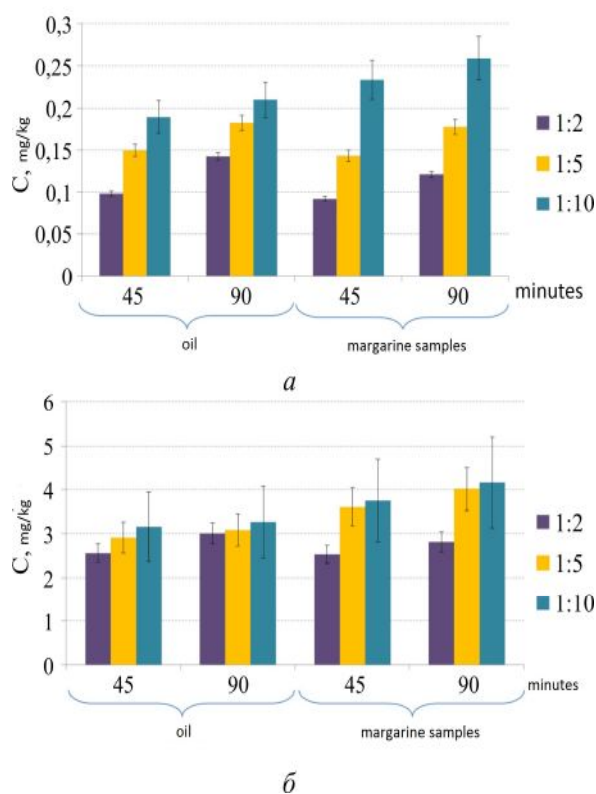 0,3
0,25
0,2
0,15
0,1
0,05
0
C, mg/kg
1:2
1:5
1:10
45 90 45 90 minutes
oil margarine samples
а
6
5
4
3
2
1
0
C, mg/kg
1:2
1:5
1:10
45 90 45 90 minutes
oil margarine samples
б